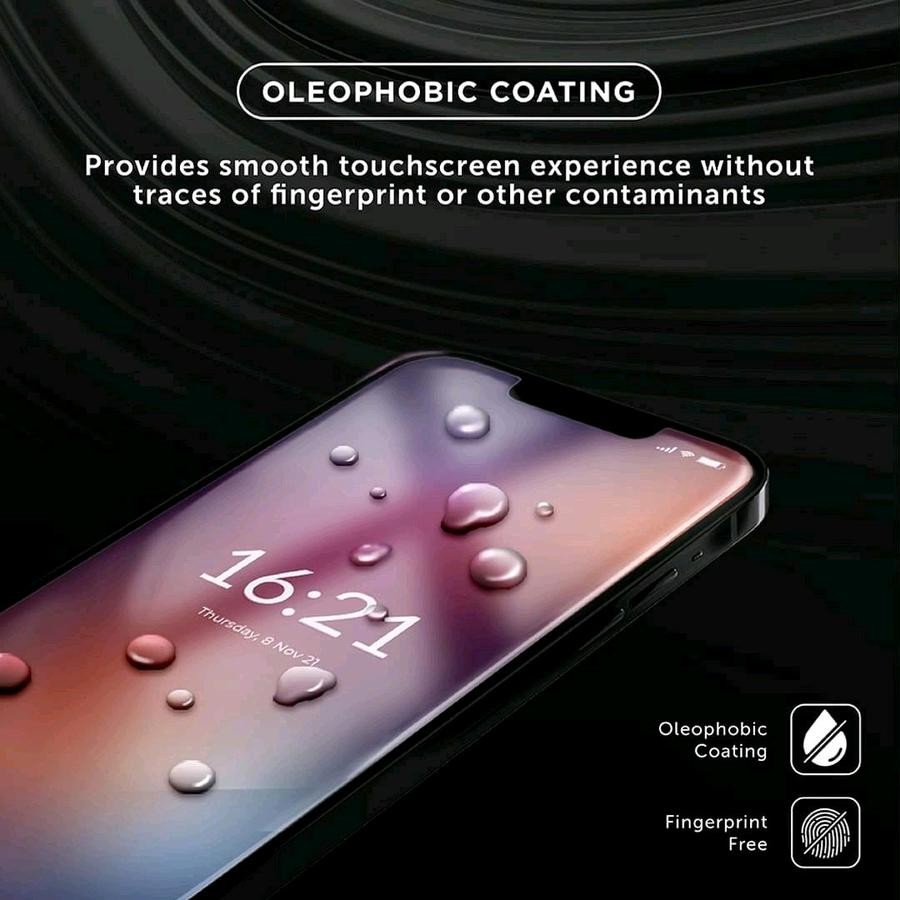 OLEOPHOBIC COATING
Provides smooth touchscreen experience without
traces of fingerprint or other contaminants
16:21
Thursday, 8 Nov 21
Oleophobic
Coating
Fingerprint
Free